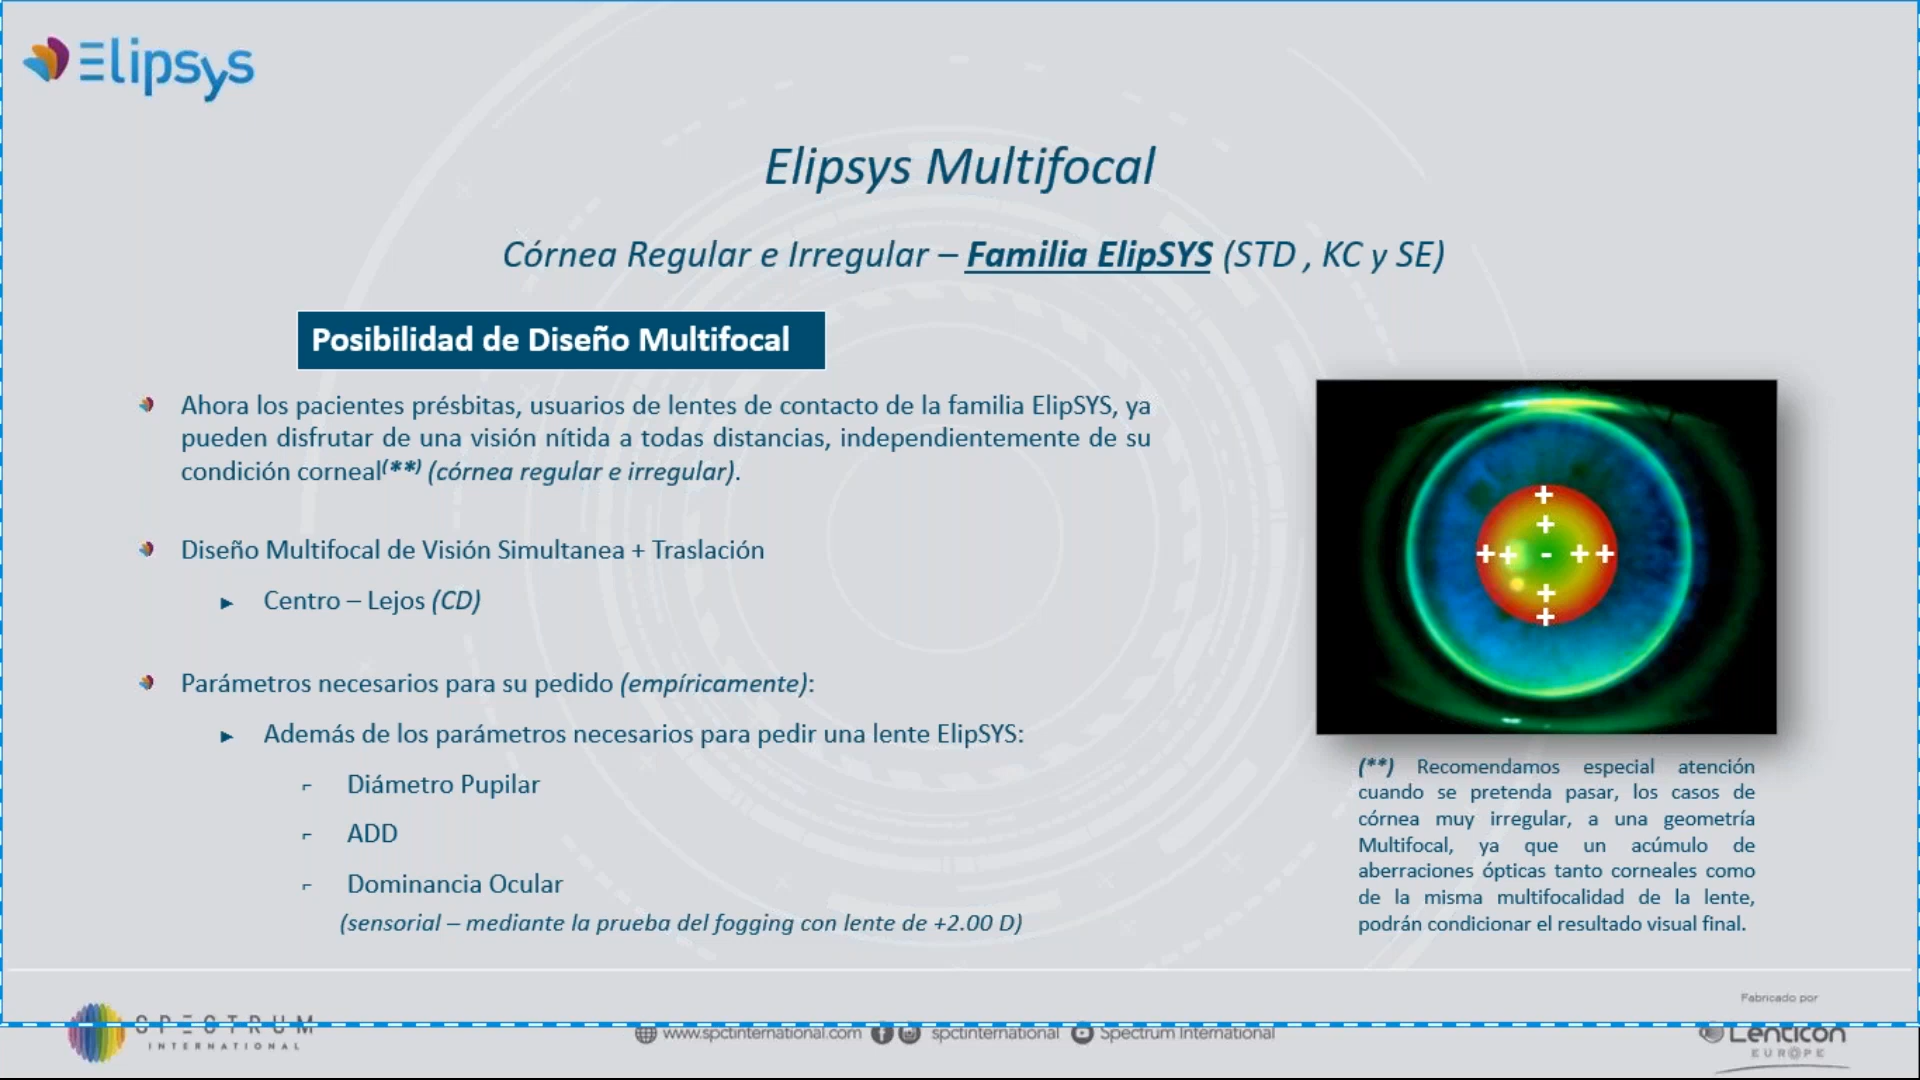 Elipsys
Elipsys Multifocal
Córnea Regular e Irregular – Familia ElipSYS (STD , KC y SE)
Posibilidad de Diseño Multifocal
Ahora los pacientes présbitas, usuarios de lentes de contacto de la familia ElipSYS, ya
pueden disfrutar de una visión nítida a todas distancias, independientemente de su
condición corneal(**) (córnea regular e irregular).
Diseño Multifocal de Visión Simultanea + Traslación
► Centro – Lejos (CD)
Parámetros necesarios para su pedido (empíricamente):
► Además de los parámetros necesarios para pedir una lente ElipSYS:
Diámetro Pupilar
ADD
Dominancia Ocular
(sensorial – mediante la prueba del fogging con lente de +2.00 D)
+
+
++ - ++
+
+
(**) Recomendamos especial atención
cuando se pretenda pasar, los casos de
córnea muy irregular, a una geometría
Multifocal, ya que un acúmulo de
aberraciones ópticas tanto corneales como
de la misma multifocalidad de la lente,
podrán condicionar el resultado visual final.
SPECTRUM
INTERNATIONAL
www.spctinternational.com spctinternational Spectrum International
Fabricado por
Lenticon
EUROPE